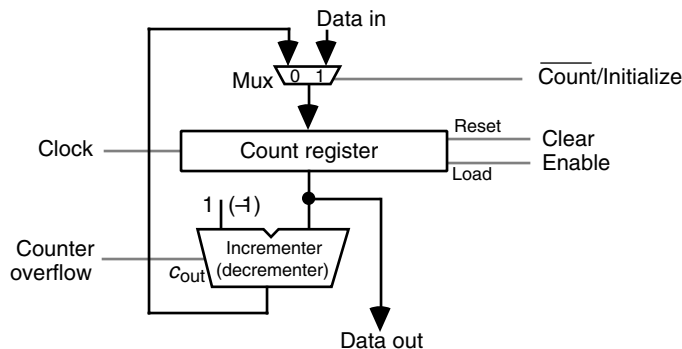 Data in
Mux
0 1
Count/Initialize
Clock
Count register
Reset
Clear
Load
Enable
1 (–1)
Counter
overflow
cout
Incrementer
(decrementer)
Data out